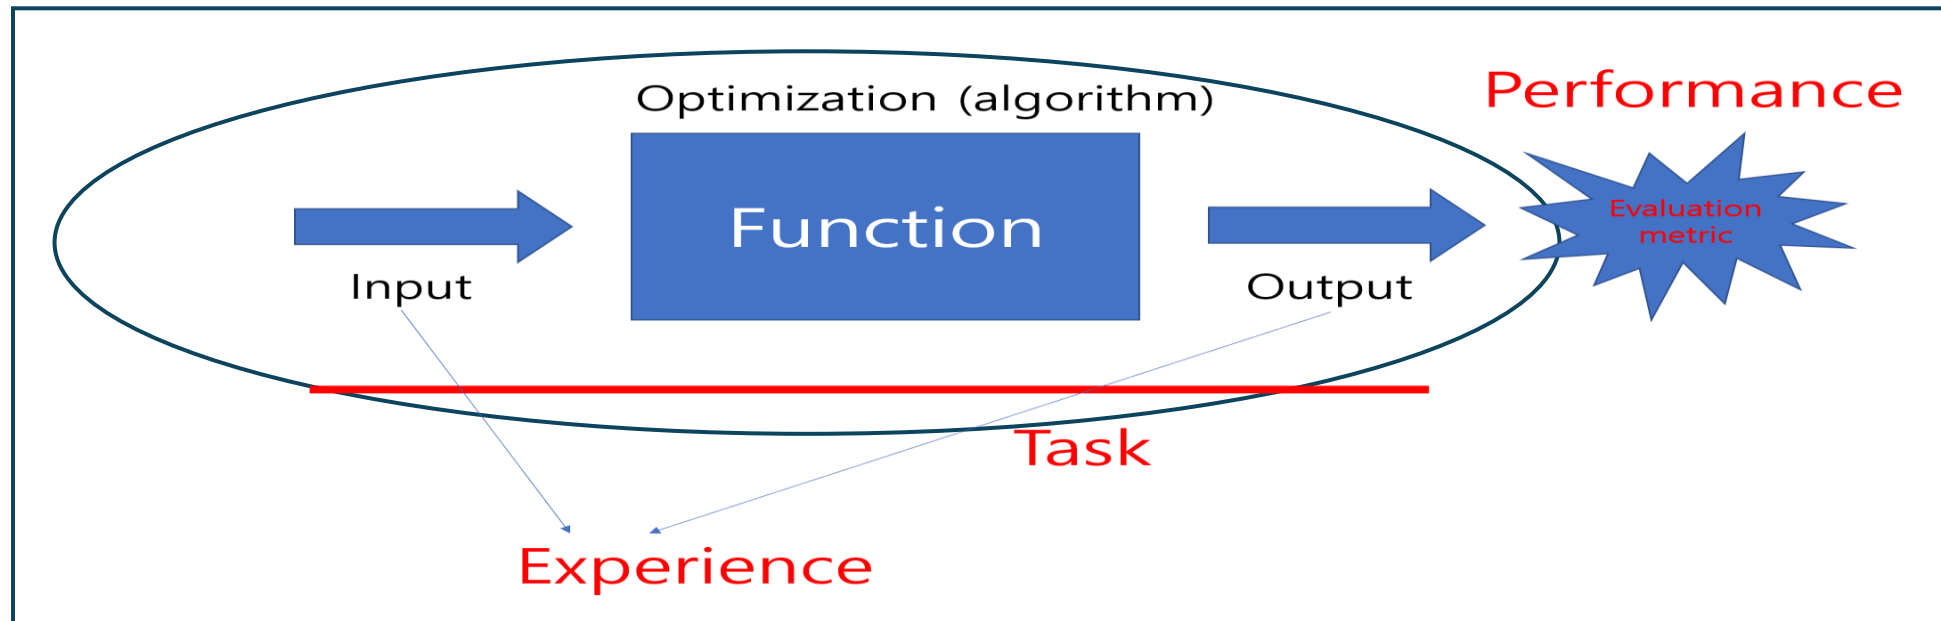 Optimization (algorithm)
Performance
Function
Evaluation
metric
Input
Output
Task
Experience